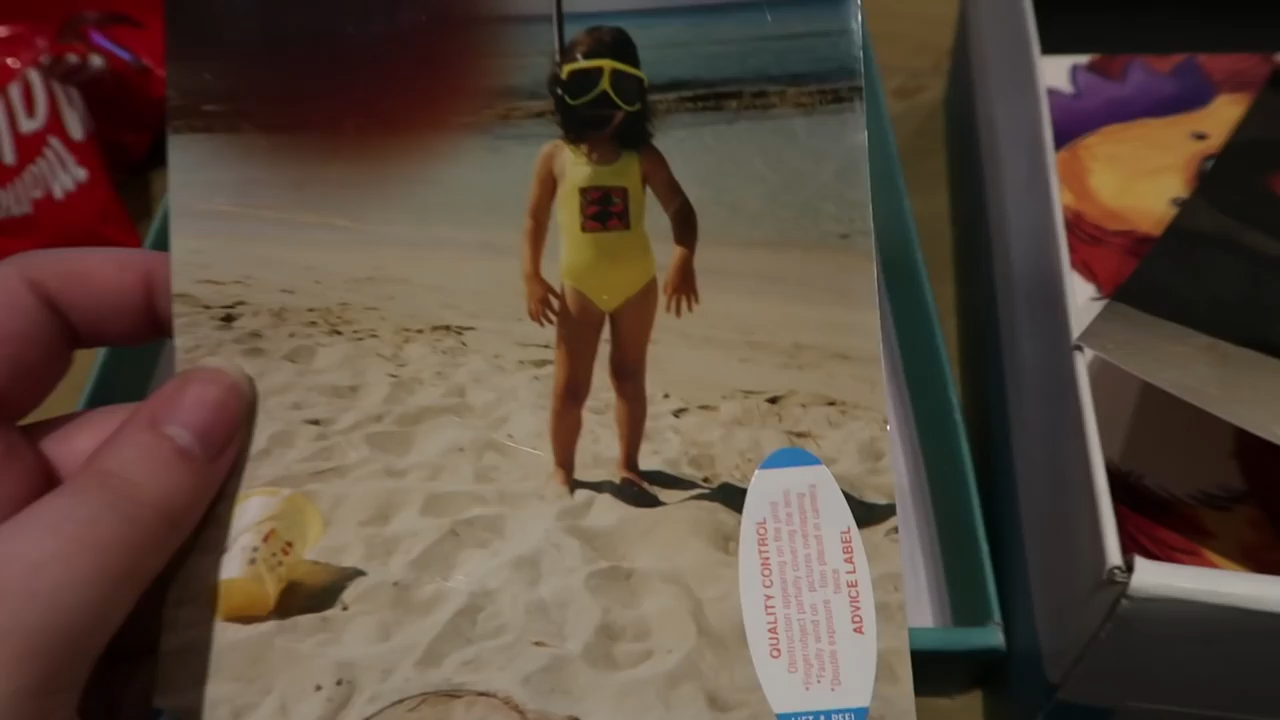 QUALITY CONTROL
Obstruction appearing on the print
*Finger/object partially covering the lens
*Faulty wind on - pictures overlapping
*Double exposure - film placed in camera
twice
ADVICE LABEL
LIFT & PEEL